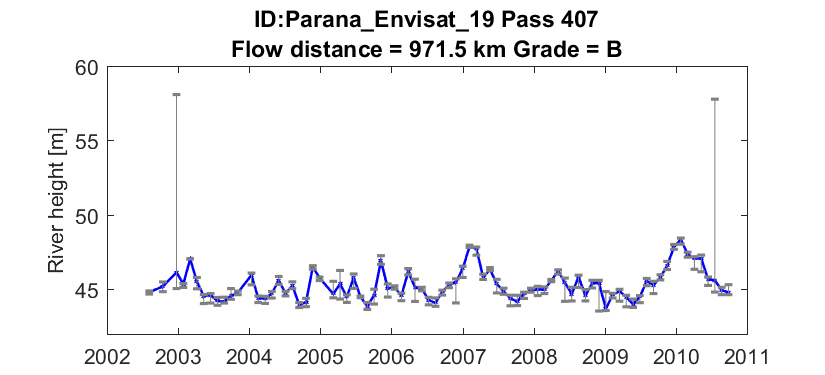 ID:Parana_Envisat_19 Pass 407
Flow distance = 971.5 km Grade = B
River height [m]
60
55
50
45
2002 2003 2004 2005 2006 2007 2008 2009 2010 2011